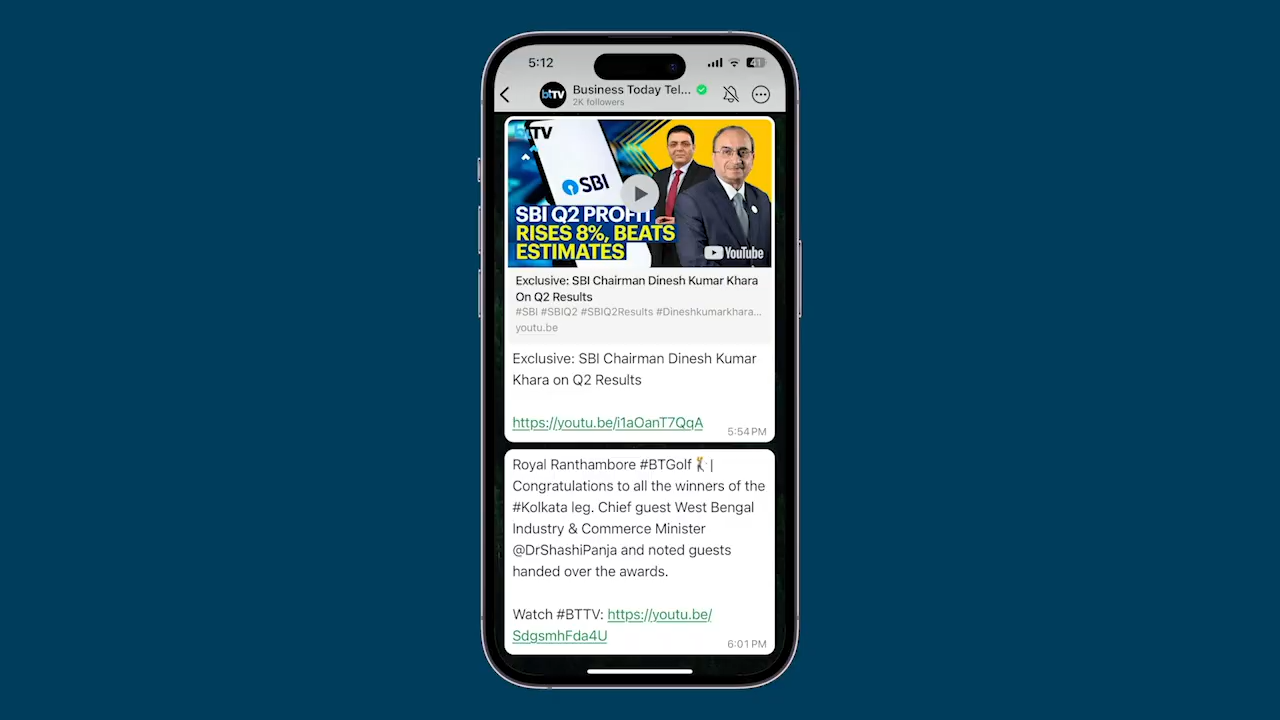 5:12
41
btTV
Business Today Tel...
2K followers
btTV
SBI
SBI Q2 PROFIT
RISES 8%, BEATS
ESTIMATES
YouTube
Exclusive: SBI Chairman Dinesh Kumar Khara
On Q2 Results
#SBI #SBIQ2 #SBIQ2Results #Dineshkumarkhara...
youtu.be
Exclusive: SBI Chairman Dinesh Kumar
Khara on Q2 Results
https://youtu.be/i1aOanT7QqA
5:54 PM
Royal Ranthambore #BTGolf🏌|
Congratulations to all the winners of the
#Kolkata leg. Chief guest West Bengal
Industry & Commerce Minister
@DrShashiPanja and noted guests
handed over the awards.
Watch #BTTV: https://youtu.be/
SdgsmhFda4U
6:01 PM